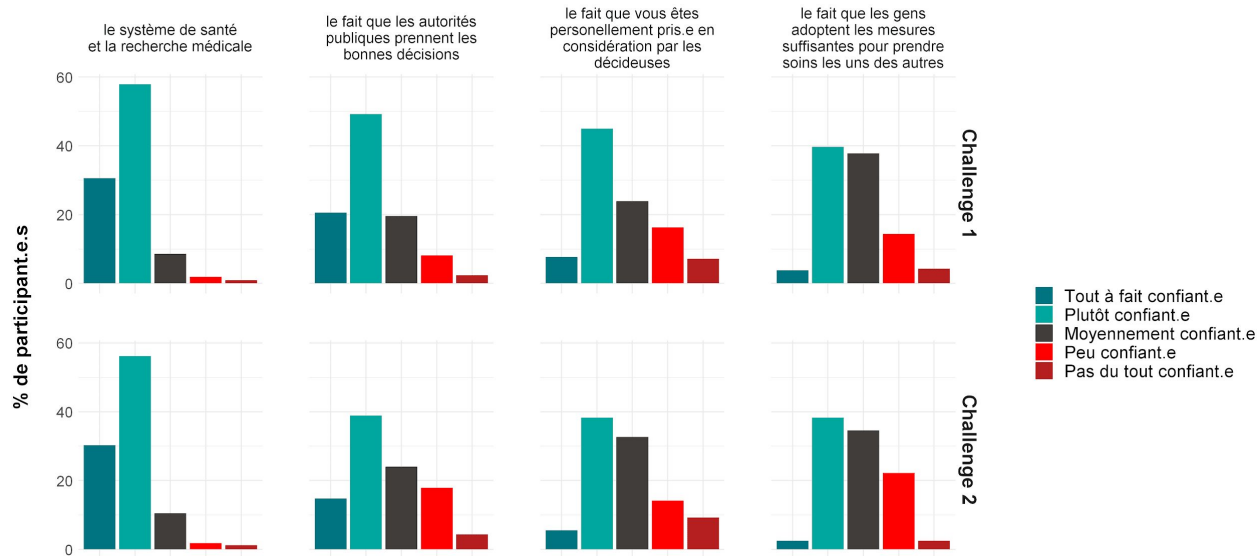 le système de santé
et la recherche médicale
le fait que les autorités
publiques prennent les
bonnes décisions
le fait que vous êtes
personellement pris.e en
considération par les
décideuses
le fait que les gens
adoptent les mesures
suffisantes pour prendre
soins les uns des autres
% de participant.e.s
60
40
20
0
Challenge 1
60
40
20
0
Challenge 2
Tout à fait confiant.e
Plutôt confiant.e
Moyennement confiant.e
Peu confiant.e
Pas du tout confiant.e